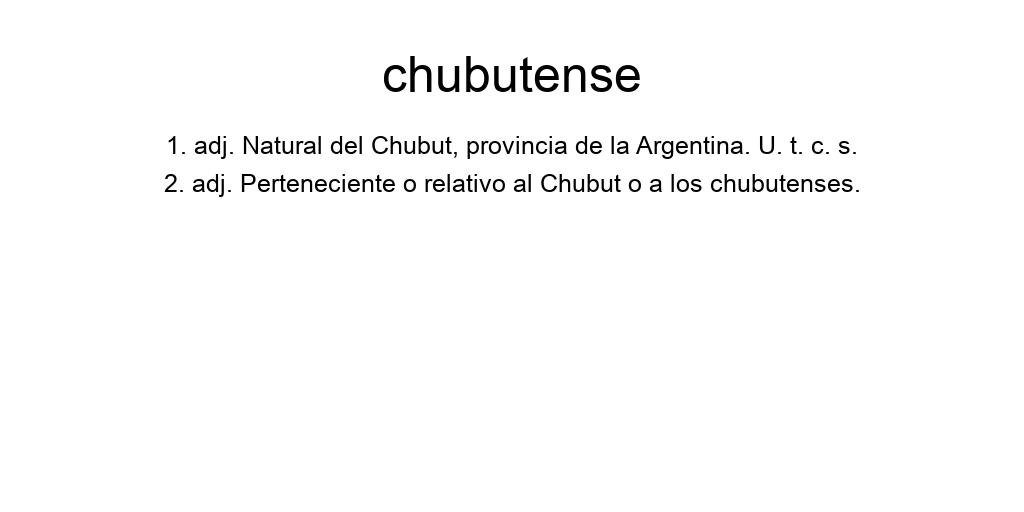 chubutense
1. adj. Natural del Chubut, provincia de la Argentina. U. t. c. s.
2. adj. Perteneciente o relativo al Chubut o a los chubutenses.